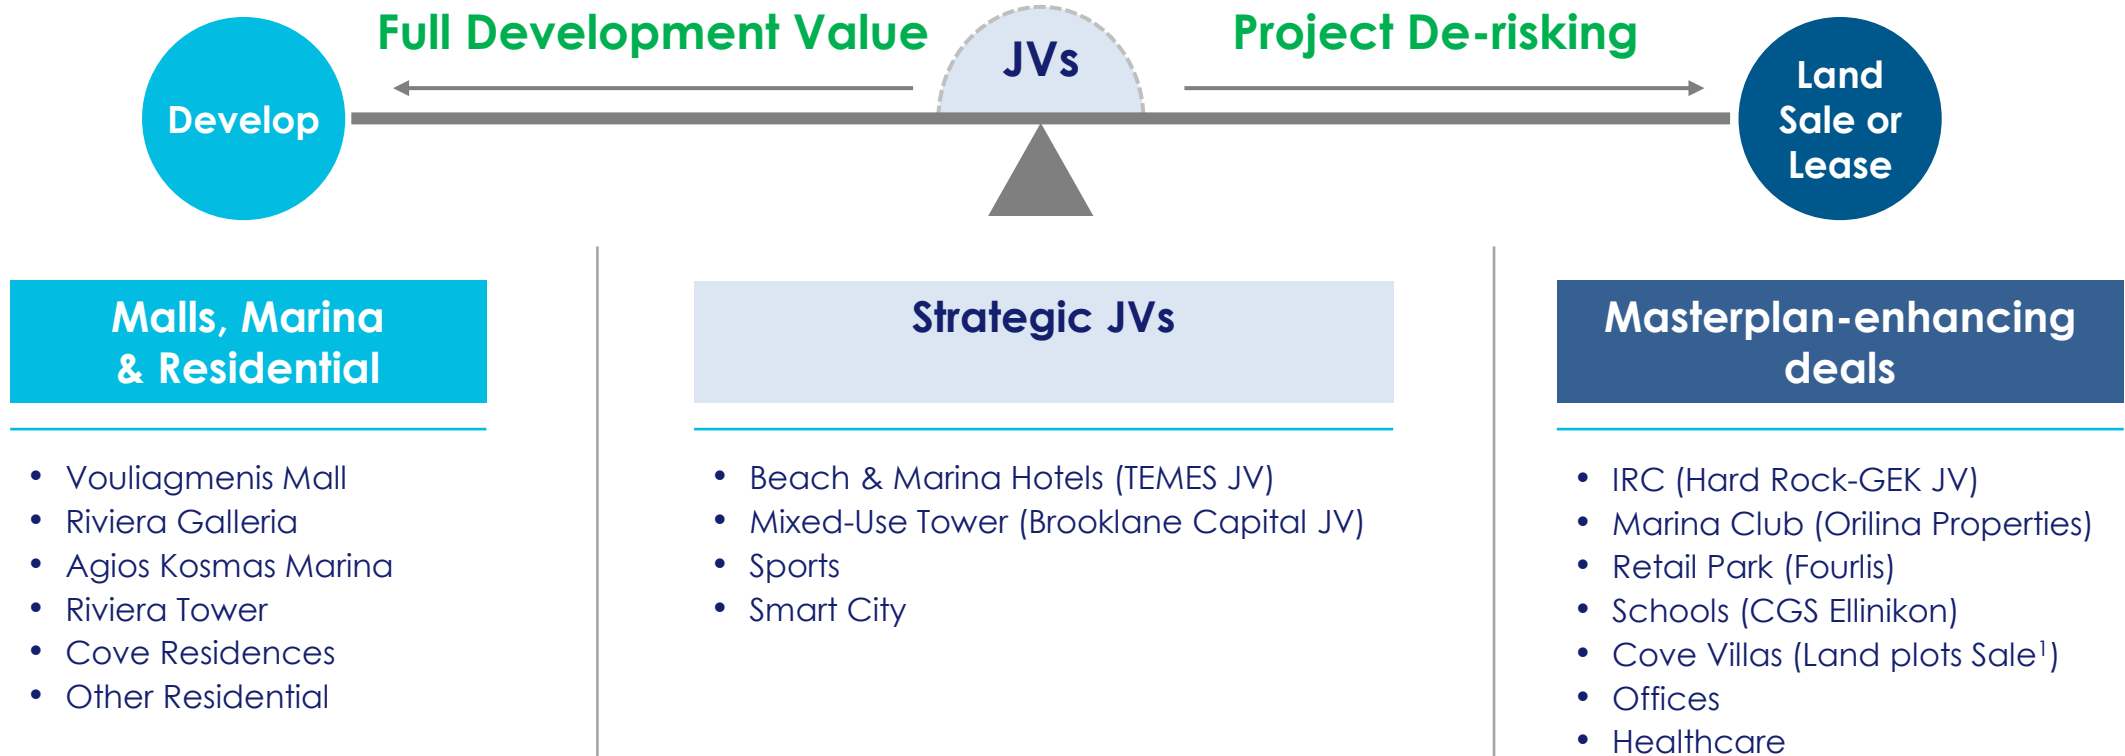 Full Development Value
JVs
Project De-risking
Develop
Land
Sale or
Lease
Malls, Marina
& Residential
• Vouliagmenis Mall
• Riviera Galleria
• Agios Kosmas Marina
• Riviera Tower
• Cove Residences
• Other Residential
Strategic JVs
• Beach & Marina Hotels (TEMES JV)
• Mixed-Use Tower (Brooklane Capital JV)
• Sports
• Smart City
Masterplan-enhancing
deals
• IRC (Hard Rock-GEK JV)
• Marina Club (Orilina Properties)
• Retail Park (Fourlis)
• Schools (CGS Ellinikon)
• Cove Villas (Land plots Sale¹)
• Offices
• Healthcare